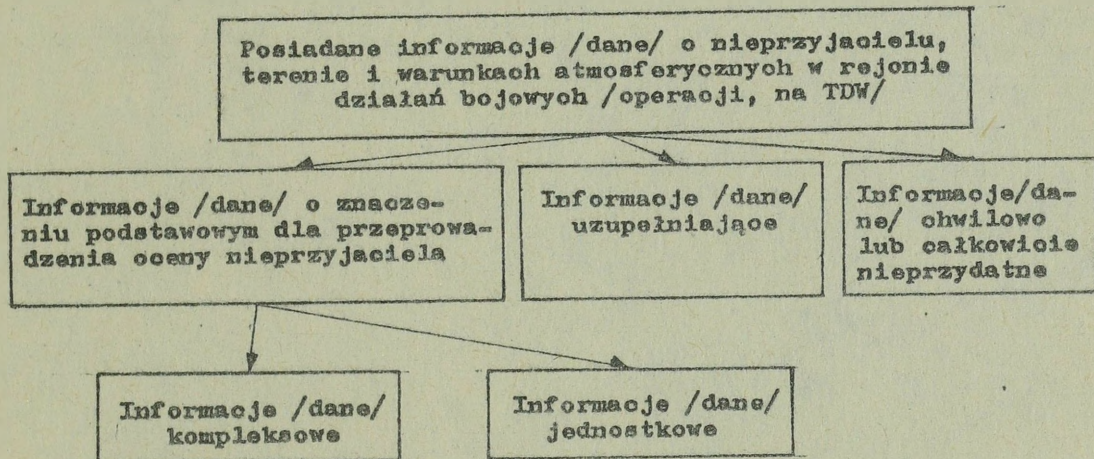 Posiadane informacje /dane/ o nieprzyjacielu,
terenie i warunkach atmosferycznych w rejonie
działań bojowych /operacji, na TDW/
Informacje /dane/ o znacze-
niu podstawowym dla przeprowa-
dzenia oceny nieprzyjaciela
Informacje /dane/
uzupełniające
Informacje/da-
ne/ chwilowo
lub całkowicie
nieprzydatne
Informacje /dane/
kompleksowe
Informacje /dane/
jednostkowe